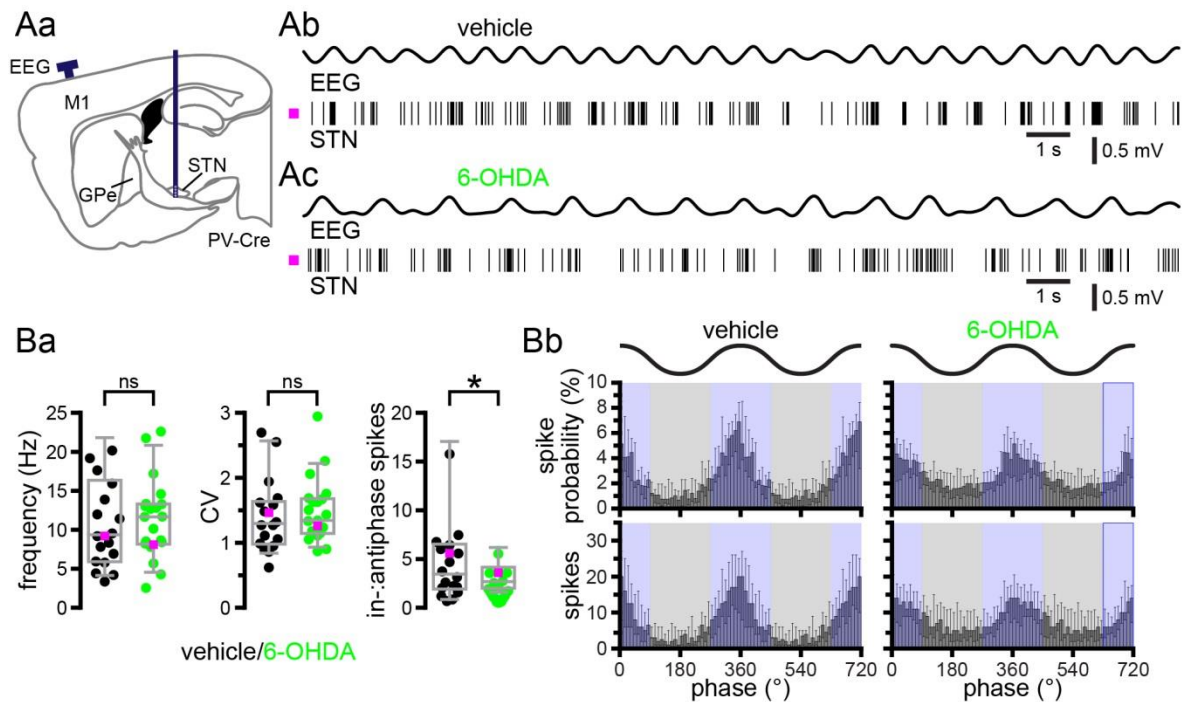 Aa
EEG
M1
GPe
STN
PV-Cre
Ab
vehicle
EEG
STN
1 s
0.5 mV
Ac
6-OHDA
EEG
STN
1 s
0.5 mV
Ba
ns
frequency (Hz)
25
20
15
10
5
0
ns
CV
3
2
1
0
*
in-:antiphase spikes
20
15
10
5
0
vehicle/6-OHDA
Bb
vehicle
6-OHDA
spike
probability (%)
10
8
6
4
2
0
spikes
30
20
10
0
0 180 360 540 720
phase (°)
0 180 360 540 720
phase (°)